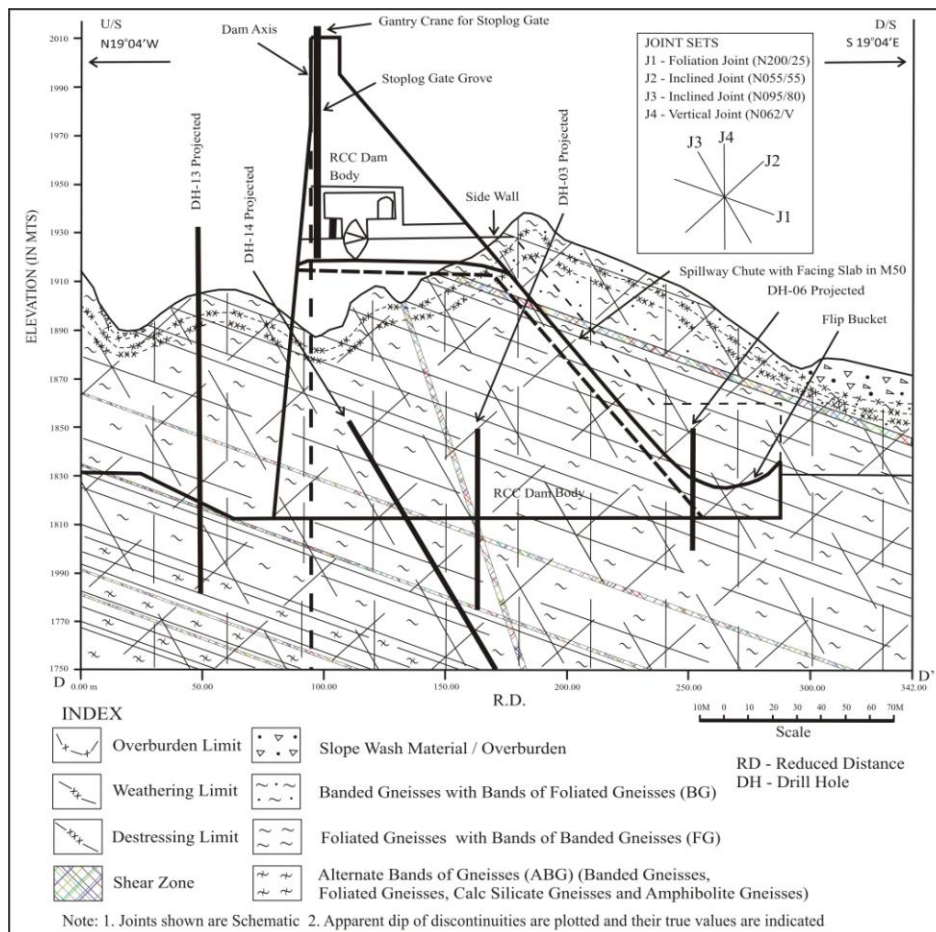 U/S
N19°04'W
Dam Axis
Gantry Crane for Stoplog Gate
Stoplog Gate Grove
D/S
S 19°04'E
JOINT SETS
J1 - Foliation Joint (N200/25)
J2 - Inclined Joint (N055/55)
J3 - Inclined Joint (N095/80)
J4 - Vertical Joint (N062/V
J3
J4
J2
J1
DH-13 Projected
DH-14 Projected
RCC Dam
Body
DH-03 Projected
Side Wall
Spillway Chute with Facing Slab in M50
DH-06 Projected
Flip Bucket
RCC Dam Body
ELEVATION (IN MTS)
2010
1990
1970
1950
1930
1910
1890
1870
1850
1830
1810
1990
1770
1750
D
D'
0.00 m
50.00
100.00
150.00
200.00
250.00
300.00
342.00
R.D.
10M 0 10 20 30 40 50 60 70M
Scale
RD - Reduced Distance
DH - Drill Hole
INDEX
Overburden Limit
Slope Wash Material / Overburden
Weathering Limit
Banded Gneisses with Bands of Foliated Gneisses (BG)
Destressing Limit
Foliated Gneisses with Bands of Banded Gneisses (FG)
Shear Zone
Alternate Bands of Gneisses (ABG) (Banded Gneisses,
Foliated Gneisses, Calc Silicate Gneisses and Amphibolite Gneisses)
Note: 1. Joints shown are Schematic 2. Apparent dip of discontinuities are plotted and their true values are indicated